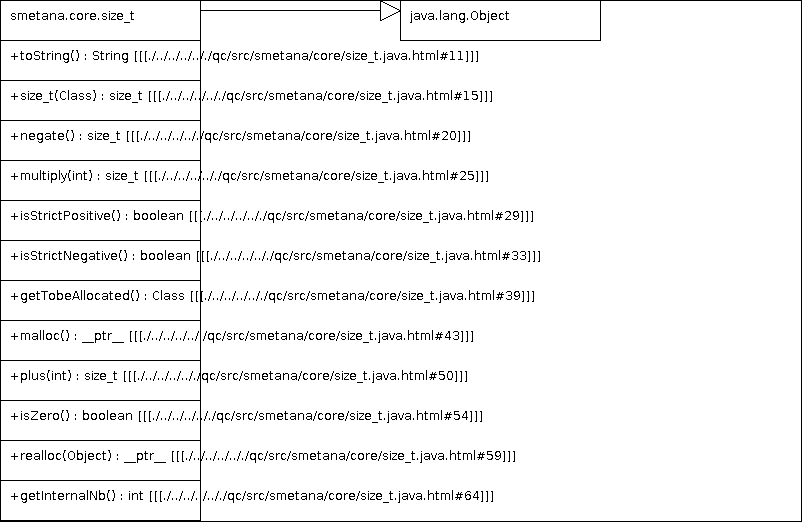 smetana.core.size_t
java.lang.Object
+toString() : String [[[./../../../../../qc/src/smetana/core/size_t.java.html#11]]]
+size_t(Class) : size_t [[[./../../../../../qc/src/smetana/core/size_t.java.html#15]]]
+negate() : size_t [[[./../../../../../qc/src/smetana/core/size_t.java.html#20]]]
+multiply(int) : size_t [[[./../../../../../qc/src/smetana/core/size_t.java.html#25]]]
+isStrictPositive() : boolean [[[./../../../../../qc/src/smetana/core/size_t.java.html#29]]]
+isStrictNegative() : boolean [[[./../../../../../qc/src/smetana/core/size_t.java.html#33]]]
+getTobeAllocated() : Class [[[./../../../../../qc/src/smetana/core/size_t.java.html#39]]]
+malloc() : __ptr__ [[[./../../../../../qc/src/smetana/core/size_t.java.html#43]]]
+plus(int) : size_t [[[./../../../../../qc/src/smetana/core/size_t.java.html#50]]]
+isZero() : boolean [[[./../../../../../qc/src/smetana/core/size_t.java.html#54]]]
+realloc(Object) : __ptr__ [[[./../../../../../qc/src/smetana/core/size_t.java.html#59]]]
+getInternalNb() : int [[[./../../../../../qc/src/smetana/core/size_t.java.html#64]]]